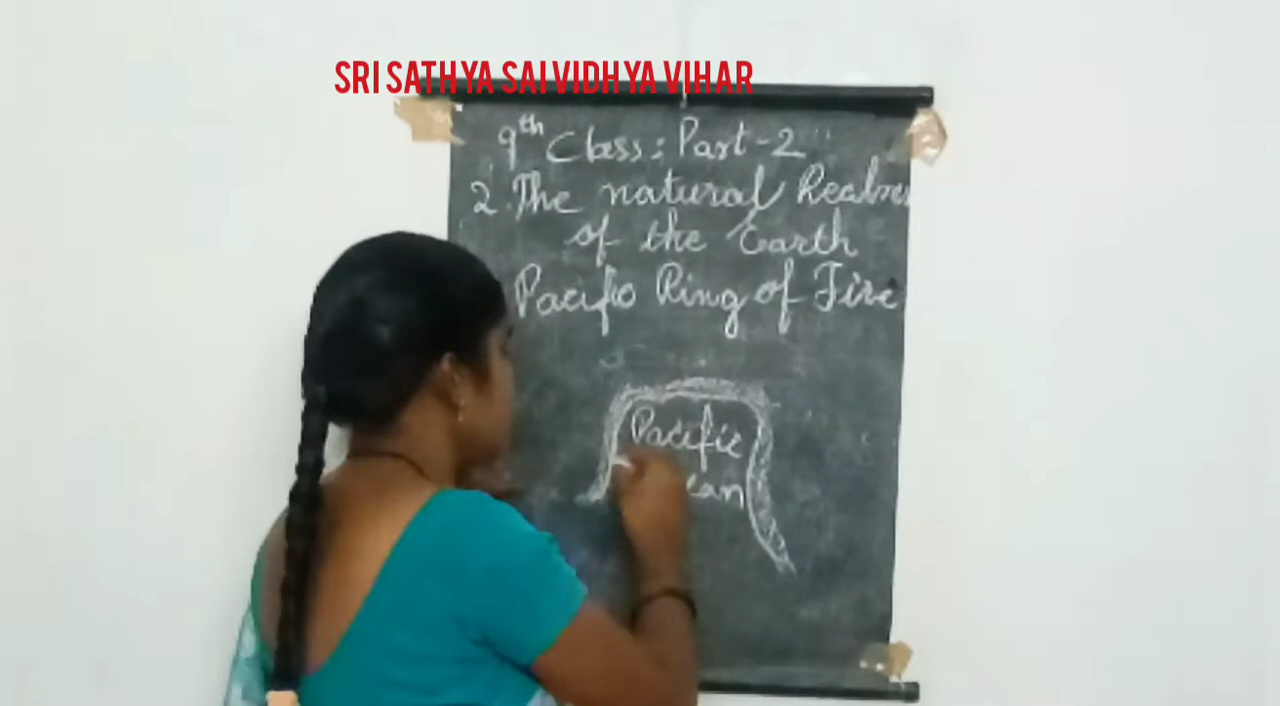 SRI SATHYA SAI VIDHYA VIHAR
9th Class: Part-2
2. The natural Realms
of the Earth
Pacific Ring of Fire
Pacific